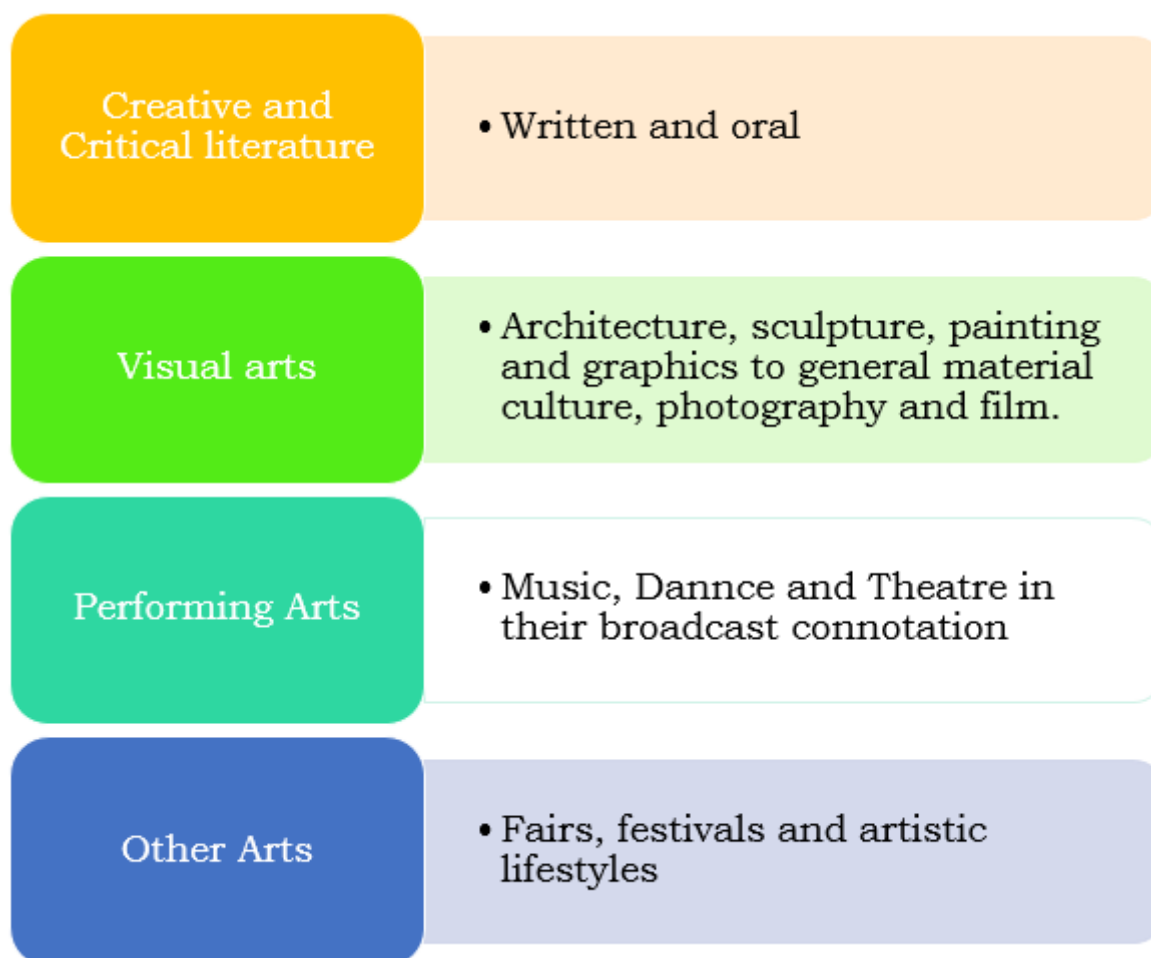 Creative and
Critical literature
• Written and oral
Visual arts
• Architecture, sculpture, painting
and graphics to general material
culture, photography and film.
Performing Arts
• Music, Dannce and Theatre in
their broadcast connotation
Other Arts
• Fairs, festivals and artistic
lifestyles